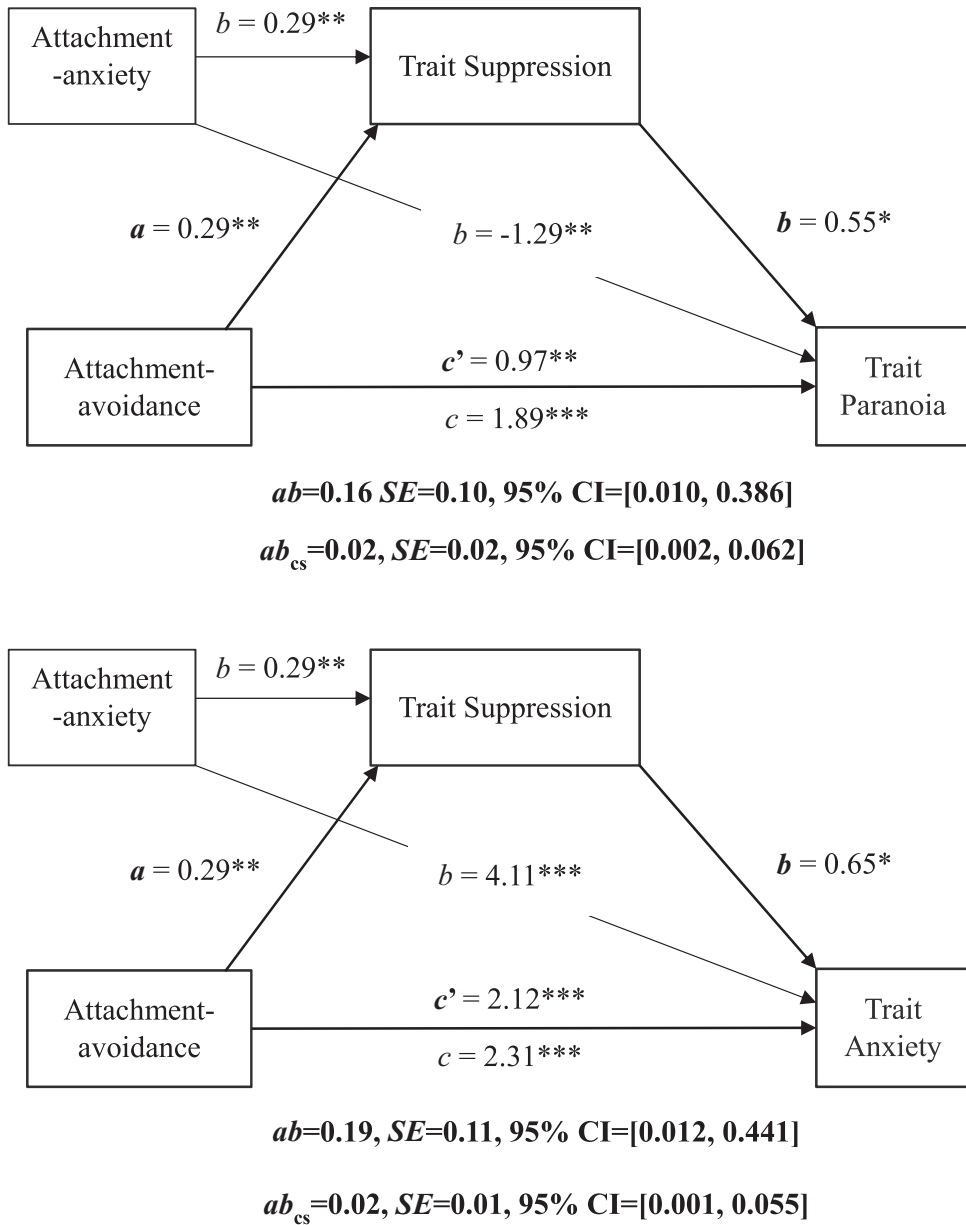 Attachment
-anxiety
b = 0.29**
Trait Suppression
a = 0.29**
b = -1.29**
b = 0.55*
Attachment-
avoidance
c’ = 0.97**
c = 1.89***
Trait
Paranoia
ab=0.16 SE=0.10, 95% CI=[0.010, 0.386]
abcs=0.02, SE=0.02, 95% CI=[0.002, 0.062]
Attachment
-anxiety
b = 0.29**
Trait Suppression
a = 0.29**
b = 4.11***
b = 0.65*
Attachment-
avoidance
c’ = 2.12***
c = 2.31***
Trait
Anxiety
ab=0.19, SE=0.11, 95% CI=[0.012, 0.441]
abcs=0.02, SE=0.01, 95% CI=[0.001, 0.055]